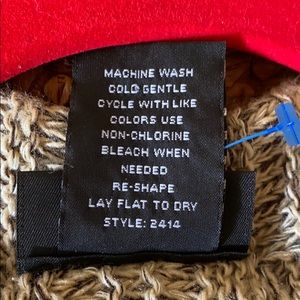 MACHINE WASH
COLD GENTLE
CYCLE WITH LIKE
COLORS USE
NON-CHLORINE
BLEACH WHEN
NEEDED
RE-SHAPE
LAY FLAT TO DRY
STYLE: 2414